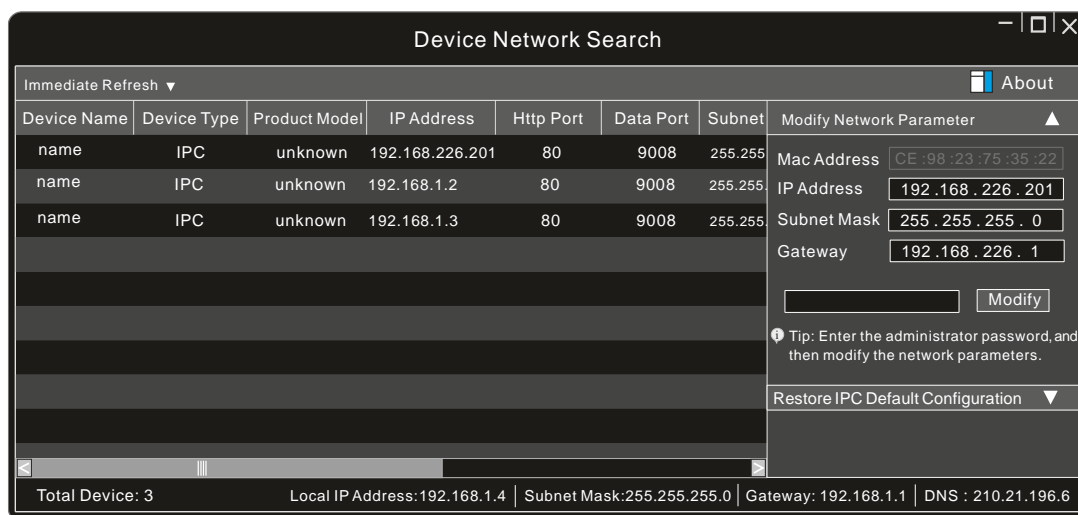 Device Network Search
Immediate Refresh ▼
About
Device Name Device Type Product Model IP Address Http Port Data Port Subnet
name IPC unknown 192.168.226.201 80 9008 255.255
name IPC unknown 192.168.1.2 80 9008 255.255.
name IPC unknown 192.168.1.3 80 9008 255.255.
Modify Network Parameter ▲
Mac Address CE :98 :23 :75 :35 :22
IP Address 192 .168 . 226 . 201
Subnet Mask 255 . 255 . 255 . 0
Gateway 192 .168 . 226 . 1
Modify
Tip: Enter the administrator password, and
then modify the network parameters.
Restore IPC Default Configuration ▼
Total Device: 3 Local IP Address:192.168.1.4 Subnet Mask:255.255.255.0 Gateway: 192.168.1.1 DNS : 210.21.196.6